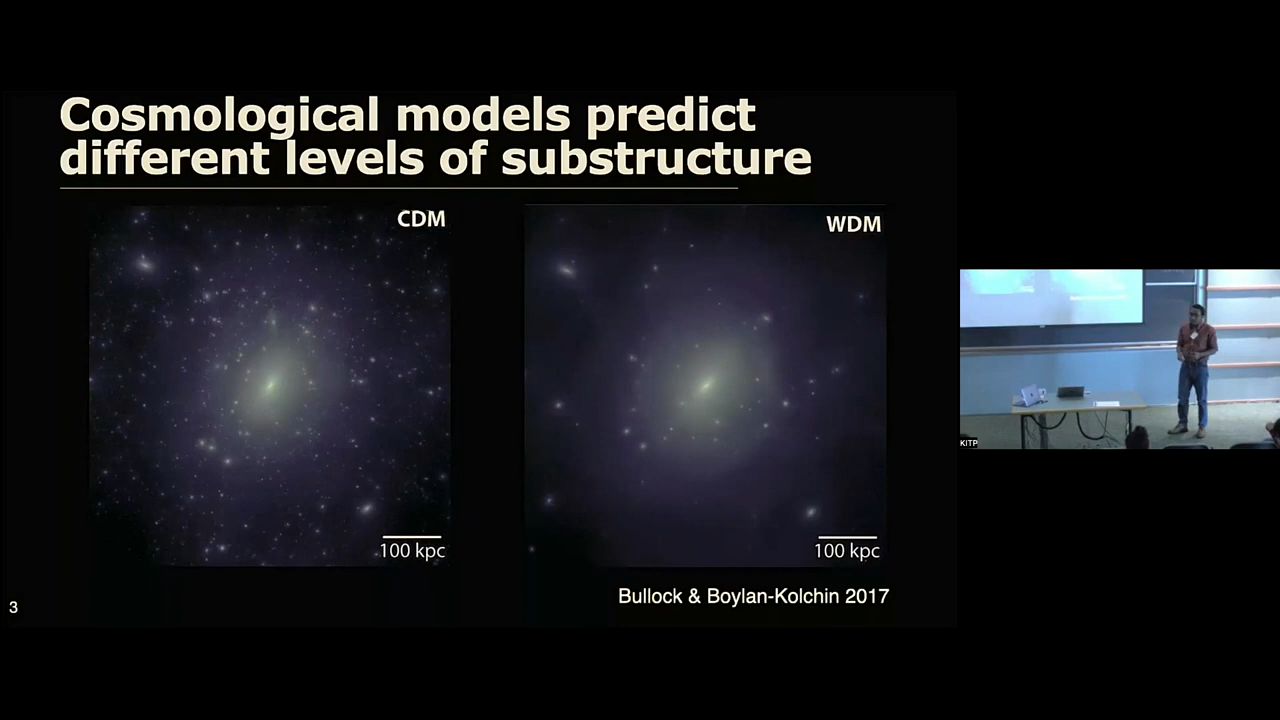 Cosmological models predict
different levels of substructure
CDM
WDM
100 kpc
100 kpc
Bullock & Boylan-Kolchin 2017
3
KITP